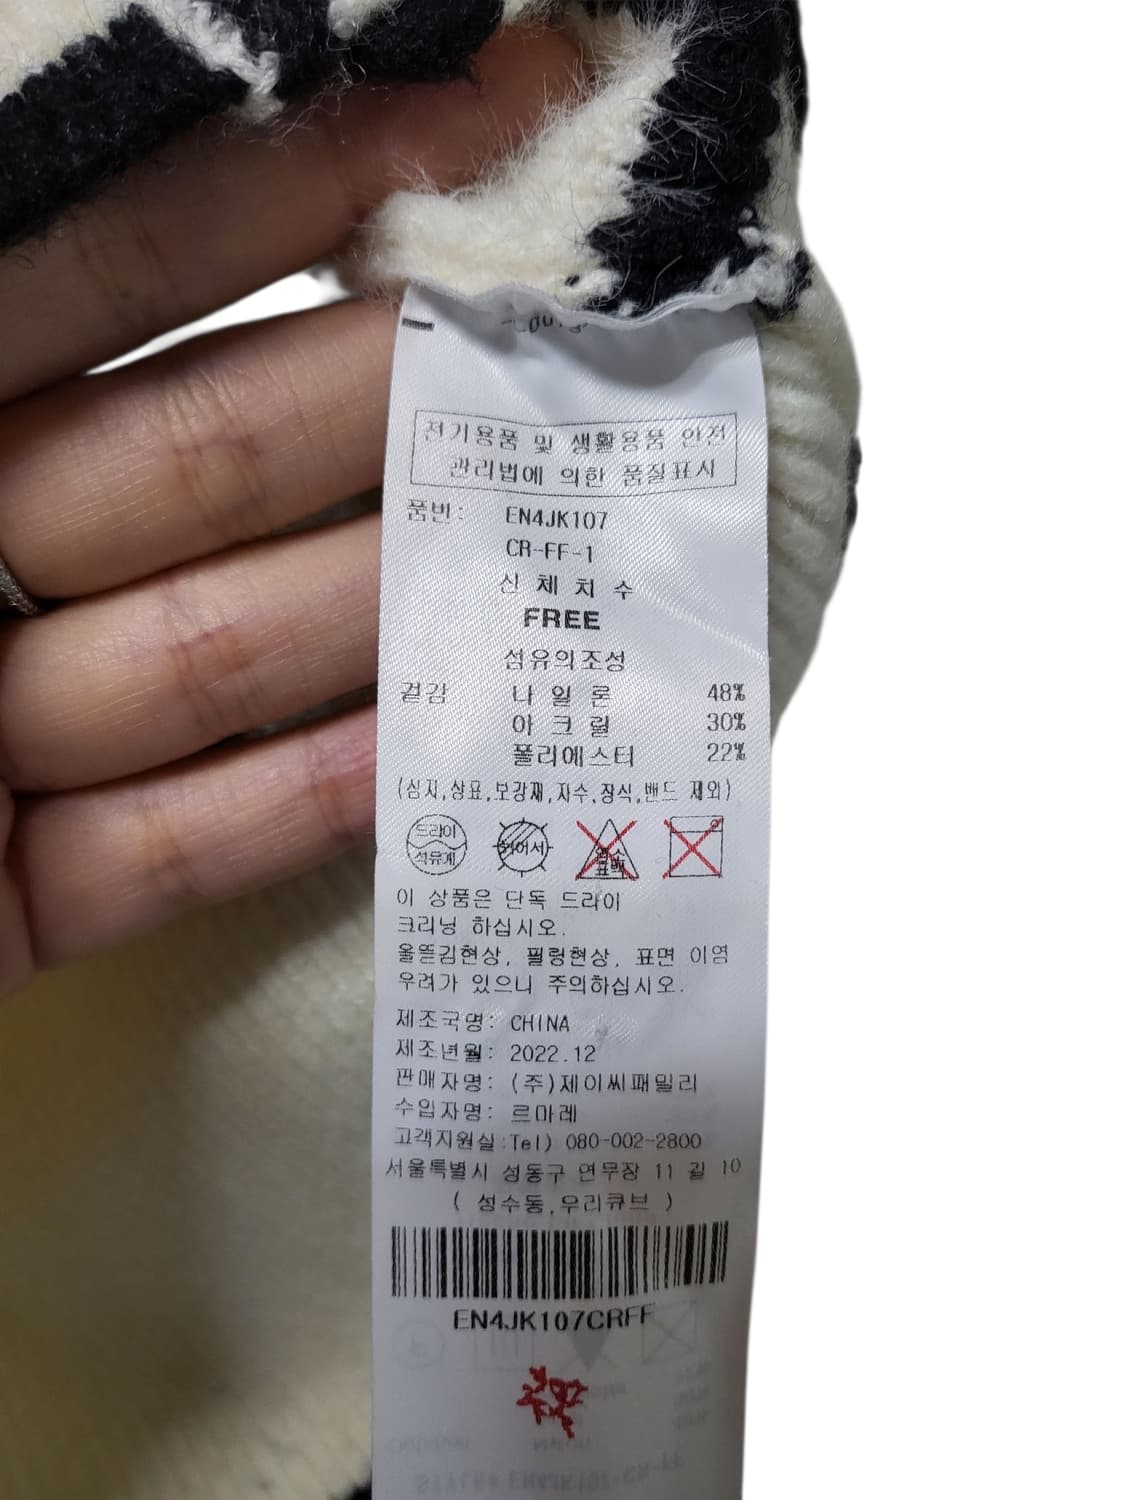 전기용품 및 생활용품 안전
관리법에 의한 품질표시
품번: EN4JK107
CR-FF-1
신체치수
FREE
섬유의조성
겉감 나일론 48%
아크릴 30%
폴리에스터 22%
(심지,상표,보강재,자수,장식,밴드 제외)
드라이
석유계
염소
표백
이 상품은 단독 드라이
크리닝 하십시오.
올뜯김현상, 필링현상, 표면 이염
우려가 있으니 주의하십시오.
제조국명: CHINA
제조년월: 2022.12
판매자명: (주)제이씨패밀리
수입자명: 르마레
고객지원실:Tel) 080-002-2800
서울특별시 성동구 연무장 11 길 10
( 성수동,우리큐브 )
EN4JK107CRFF